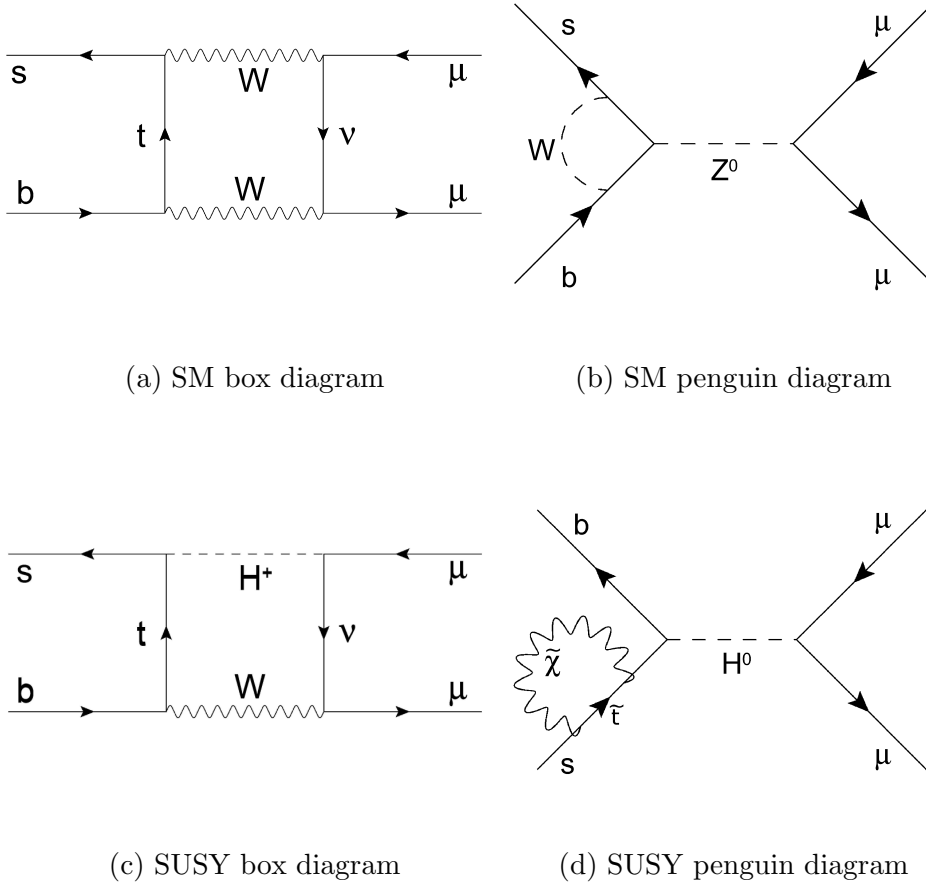 s
W
μ
t
ν
b
W
μ
(a) SM box diagram
s
μ
W
Z⁰
b
μ
(b) SM penguin diagram
s
H⁺
μ
t
ν
b
W
μ
(c) SUSY box diagram
b
μ
χ̃
H⁰
t̃
s
μ
(d) SUSY penguin diagram